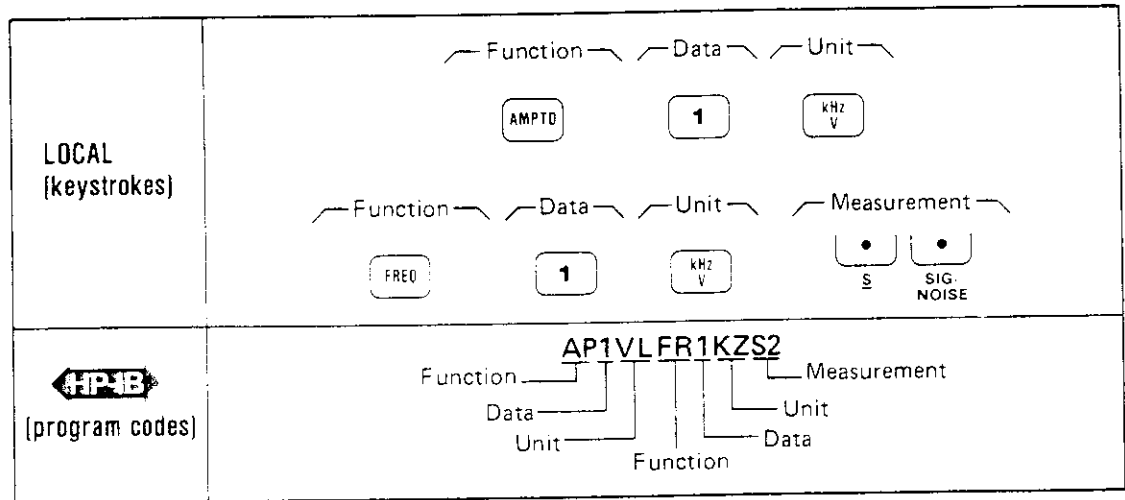 Function Data Unit
AMPTD 1 kHz
V
LOCAL
(keystrokes)
Function Data Unit Measurement
FREQ 1 kHz
V
S SIG-
NOISE
AP1VLFR1KZS2
HP-IB
(program codes)
Function Measurement
Data Unit
Unit Data
Function